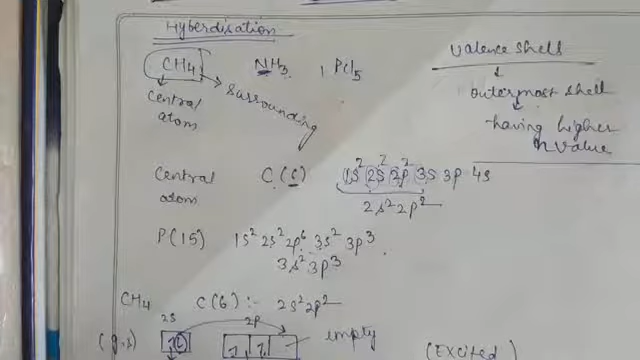 Hyberdisation
CH4 NH3, PCl5
Central atom
Surrounding
Valence shell
outermost shell
having higher
n value
Central atom C(6) 1s² 2s² 2p² 3s 3p 4s
2s² 2p²
P(15) 1s² 2s² 2p⁶ 3s² 3p³
3s² 3p³
CH4 C(6) :- 2s² 2p²
2s 2p
(g.s) empty
(Excited)